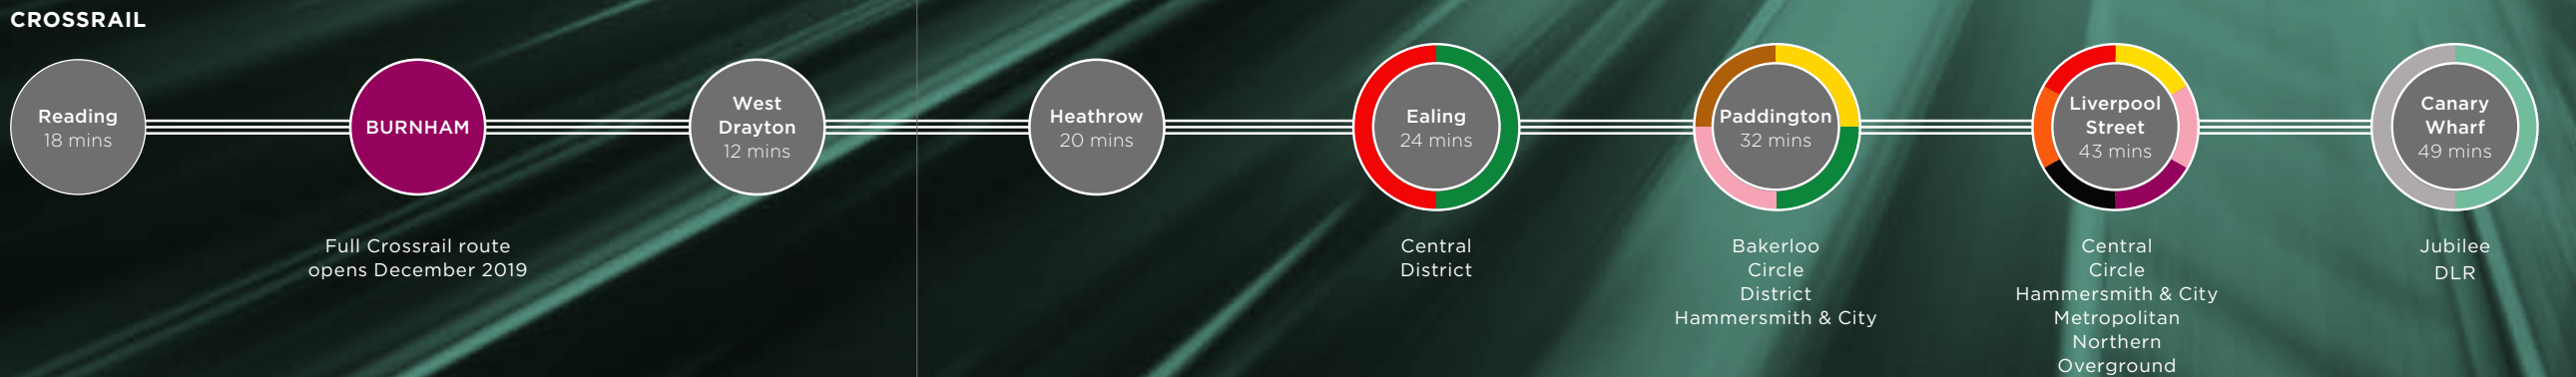 CROSSRAIL
Reading
18 mins
BURNHAM
Full Crossrail route
opens December 2019
West
Drayton
12 mins
Heathrow
20 mins
Ealing
24 mins
Central
District
Paddington
32 mins
Bakerloo
Circle
District
Hammersmith & City
Liverpool
Street
43 mins
Central
Circle
Hammersmith & City
Metropolitan
Northern
Overground
Canary
Wharf
49 mins
Jubilee
DLR